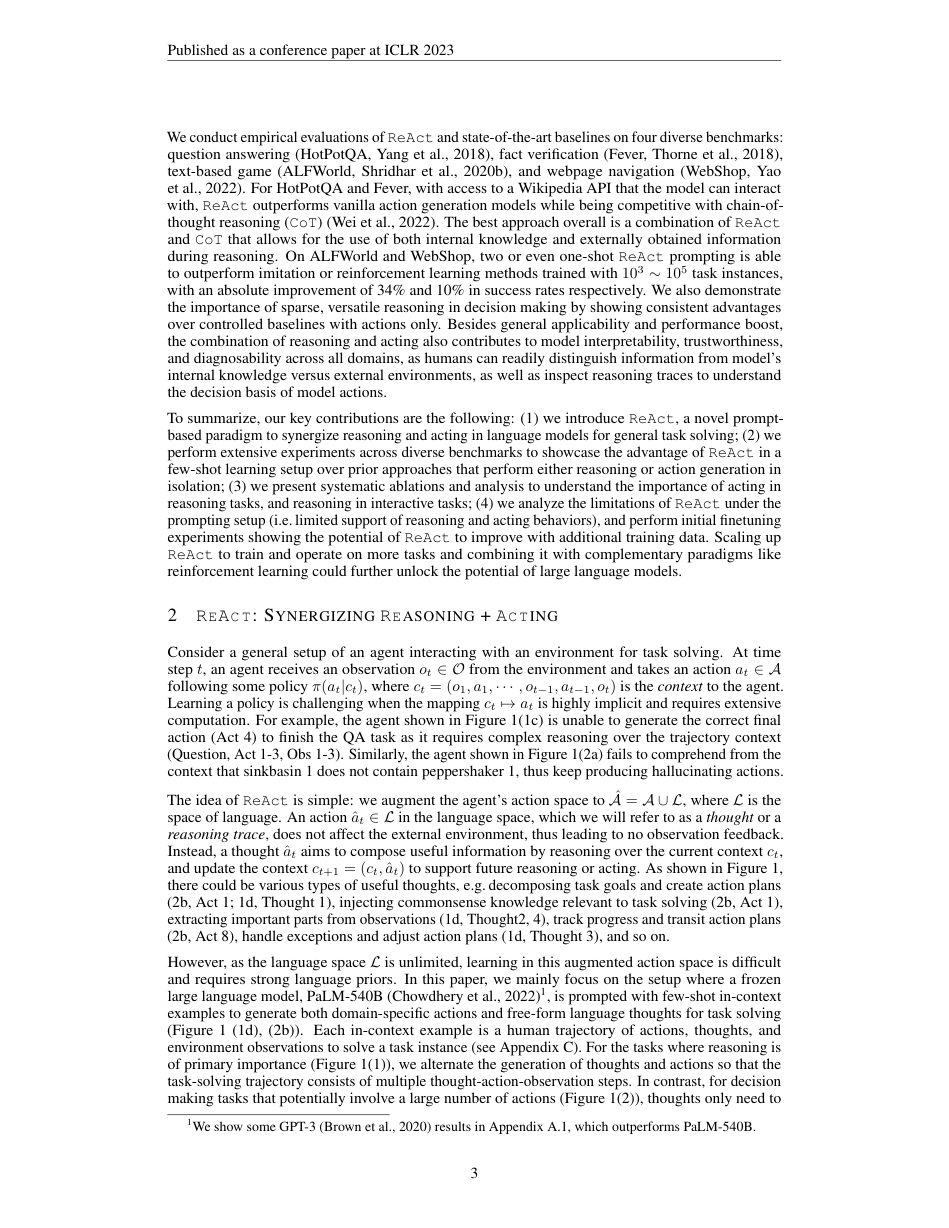 Published as a conference paper at ICLR 2023
We conduct empirical evaluations of ReAct and state-of-the-art baselines on four diverse benchmarks:
question answering (HotPotQA, Yang et al., 2018), fact verification (Fever, Thorne et al., 2018),
text-based game (ALFWorld, Shridhar et al., 2020b), and webpage navigation (WebShop, Yao
et al., 2022). For HotPotQA and Fever, with access to a Wikipedia API that the model can interact
with, ReAct outperforms vanilla action generation models while being competitive with chain-of-
thought reasoning (CoT) (Wei et al., 2022). The best approach overall is a combination of ReAct
and CoT that allows for the use of both internal knowledge and externally obtained information
during reasoning. On ALFWorld and WebShop, two or even one-shot ReAct prompting is able
to outperform imitation or reinforcement learning methods trained with 10³ ∼ 10⁵ task instances,
with an absolute improvement of 34% and 10% in success rates respectively. We also demonstrate
the importance of sparse, versatile reasoning in decision making by showing consistent advantages
over controlled baselines with actions only. Besides general applicability and performance boost,
the combination of reasoning and acting also contributes to model interpretability, trustworthiness,
and diagnosability across all domains, as humans can readily distinguish information from model's
internal knowledge versus external environments, as well as inspect reasoning traces to understand
the decision basis of model actions.
To summarize, our key contributions are the following: (1) we introduce ReAct, a novel prompt-
based paradigm to synergize reasoning and acting in language models for general task solving; (2) we
perform extensive experiments across diverse benchmarks to showcase the advantage of ReAct in a
few-shot learning setup over prior approaches that perform either reasoning or action generation in
isolation; (3) we present systematic ablations and analysis to understand the importance of acting in
reasoning tasks, and reasoning in interactive tasks; (4) we analyze the limitations of ReAct under the
prompting setup (i.e. limited support of reasoning and acting behaviors), and perform initial finetuning
experiments showing the potential of ReAct to improve with additional training data. Scaling up
ReAct to train and operate on more tasks and combining it with complementary paradigms like
reinforcement learning could further unlock the potential of large language models.
2 REACT: SYNERGIZING REASONING + ACTING
Consider a general setup of an agent interacting with an environment for task solving. At time
step t, an agent receives an observation oₜ ∈ 𝒪 from the environment and takes an action aₜ ∈ 𝒜
following some policy π(aₜ|cₜ), where cₜ = (o₁, a₁, ⋯ , oₜ₋₁, aₜ₋₁, oₜ) is the context to the agent.
Learning a policy is challenging when the mapping cₜ ↦ aₜ is highly implicit and requires extensive
computation. For example, the agent shown in Figure 1(1c) is unable to generate the correct final
action (Act 4) to finish the QA task as it requires complex reasoning over the trajectory context
(Question, Act 1-3, Obs 1-3). Similarly, the agent shown in Figure 1(2a) fails to comprehend from the
context that sinkbasin 1 does not contain peppershaker 1, thus keep producing hallucinating actions.
The idea of ReAct is simple: we augment the agent's action space to 𝒜̂ = 𝒜 ∪ ℒ, where ℒ is the
space of language. An action âₜ ∈ ℒ in the language space, which we will refer to as a thought or a
reasoning trace, does not affect the external environment, thus leading to no observation feedback.
Instead, a thought âₜ aims to compose useful information by reasoning over the current context cₜ,
and update the context cₜ₊₁ = (cₜ, âₜ) to support future reasoning or acting. As shown in Figure 1,
there could be various types of useful thoughts, e.g. decomposing task goals and create action plans
(2b, Act 1; 1d, Thought 1), injecting commonsense knowledge relevant to task solving (2b, Act 1),
extracting important parts from observations (1d, Thought2, 4), track progress and transit action plans
(2b, Act 8), handle exceptions and adjust action plans (1d, Thought 3), and so on.
However, as the language space ℒ is unlimited, learning in this augmented action space is difficult
and requires strong language priors. In this paper, we mainly focus on the setup where a frozen
large language model, PaLM-540B (Chowdhery et al., 2022)¹, is prompted with few-shot in-context
examples to generate both domain-specific actions and free-form language thoughts for task solving
(Figure 1 (1d), (2b)). Each in-context example is a human trajectory of actions, thoughts, and
environment observations to solve a task instance (see Appendix C). For the tasks where reasoning is
of primary importance (Figure 1(1)), we alternate the generation of thoughts and actions so that the
task-solving trajectory consists of multiple thought-action-observation steps. In contrast, for decision
making tasks that potentially involve a large number of actions (Figure 1(2)), thoughts only need to
¹We show some GPT-3 (Brown et al., 2020) results in Appendix A.1, which outperforms PaLM-540B.
3